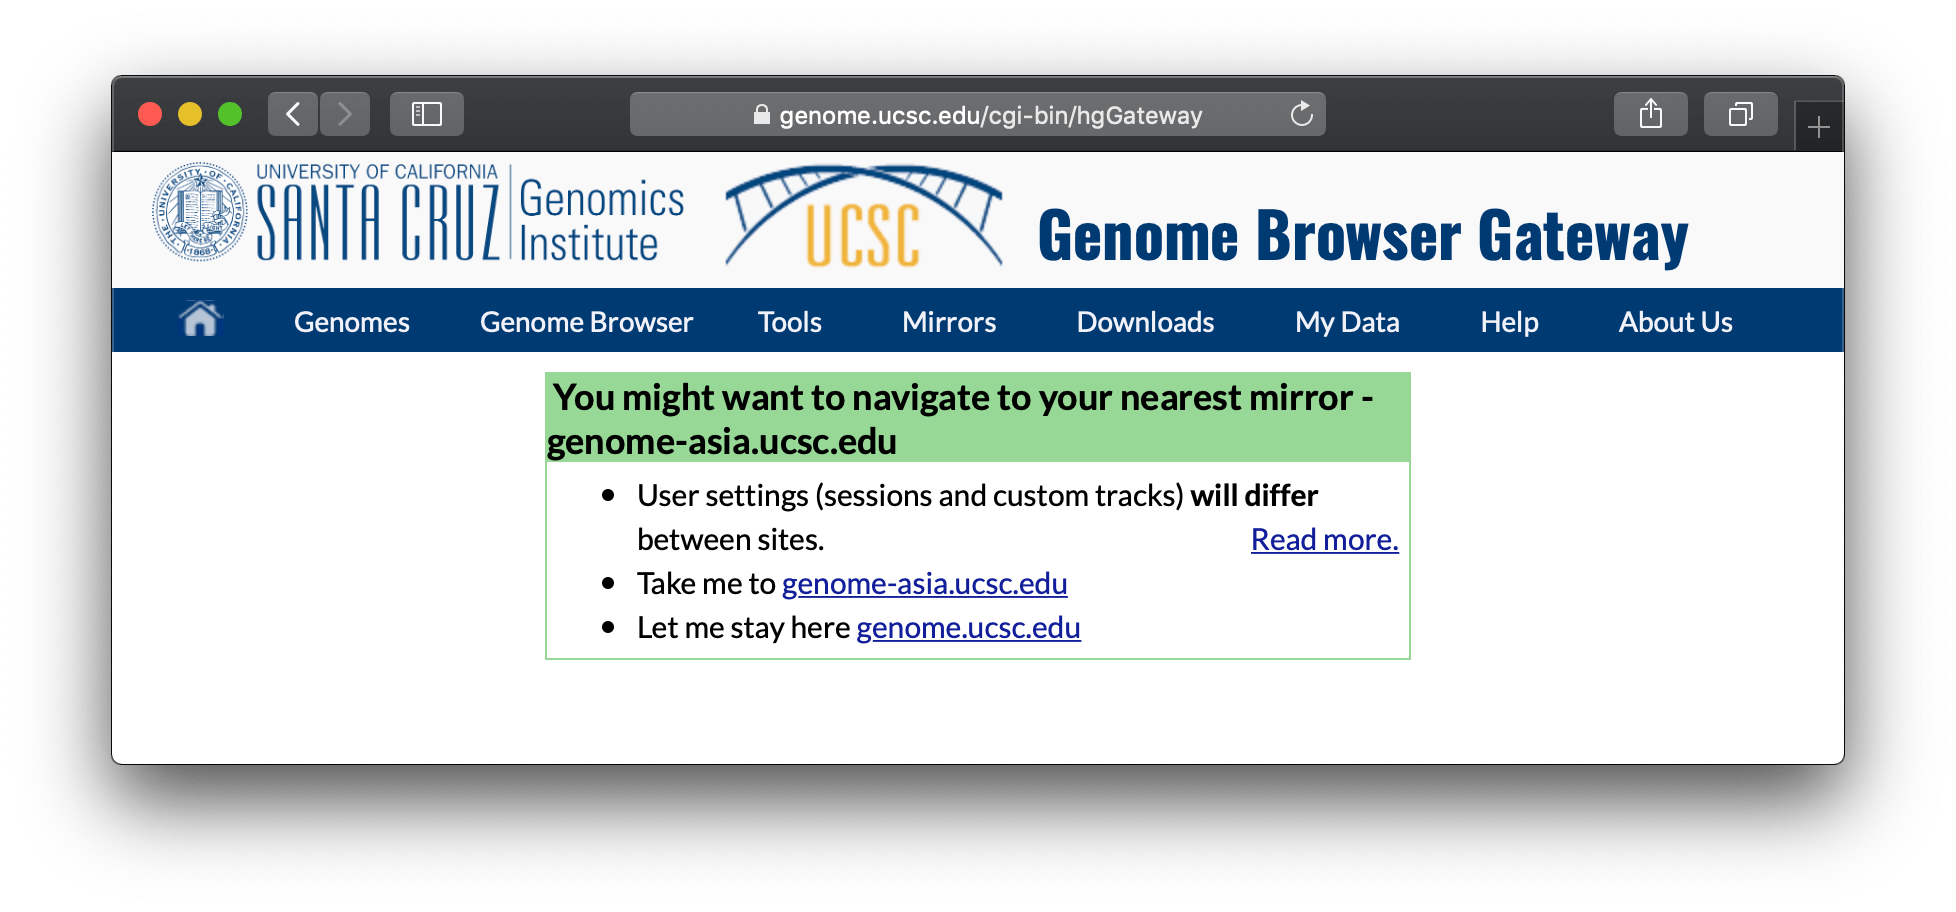 genome.ucsc.edu/cgi-bin/hgGateway
UNIVERSITY OF CALIFORNIA
SANTA CRUZ
Genomics
Institute
UCSC
Genome Browser Gateway
Genomes Genome Browser Tools Mirrors Downloads My Data Help About Us
You might want to navigate to your nearest mirror -
genome-asia.ucsc.edu
• User settings (sessions and custom tracks) will differ
between sites. Read more.
• Take me to genome-asia.ucsc.edu
• Let me stay here genome.ucsc.edu